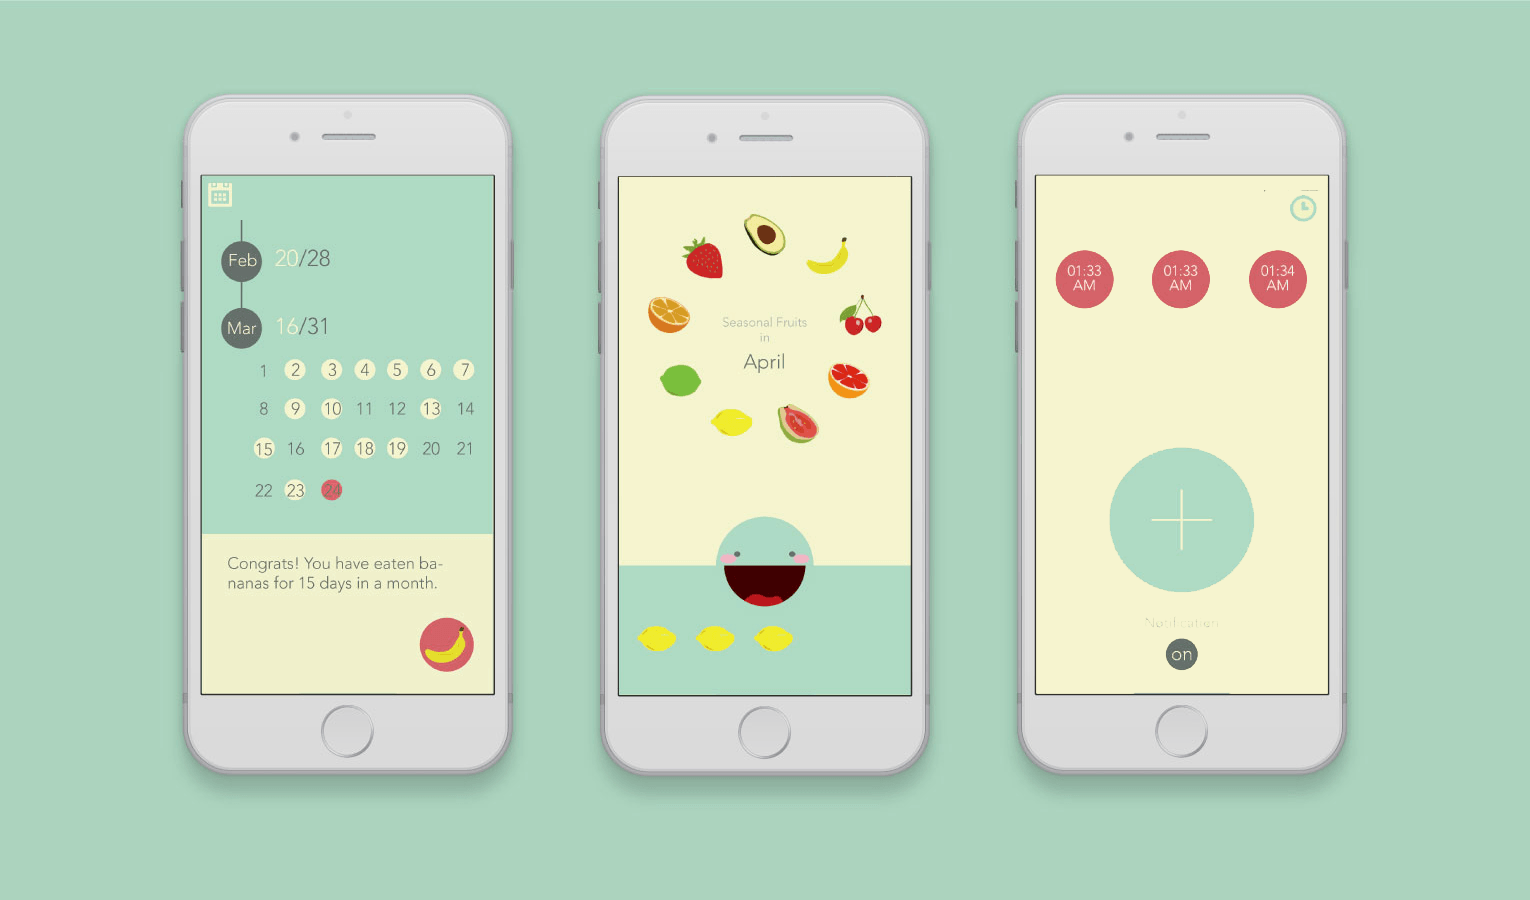 Feb 20/28
Mar 16/31
1 2 3 4 5 6 7
8 9 10 11 12 13 14
15 16 17 18 19 20 21
22 23 24
Congrats! You have eaten ba-
nanas for 15 days in a month.
Seasonal Fruits
in
April
01:33 AM
01:33 AM
01:34 AM
Notification
on